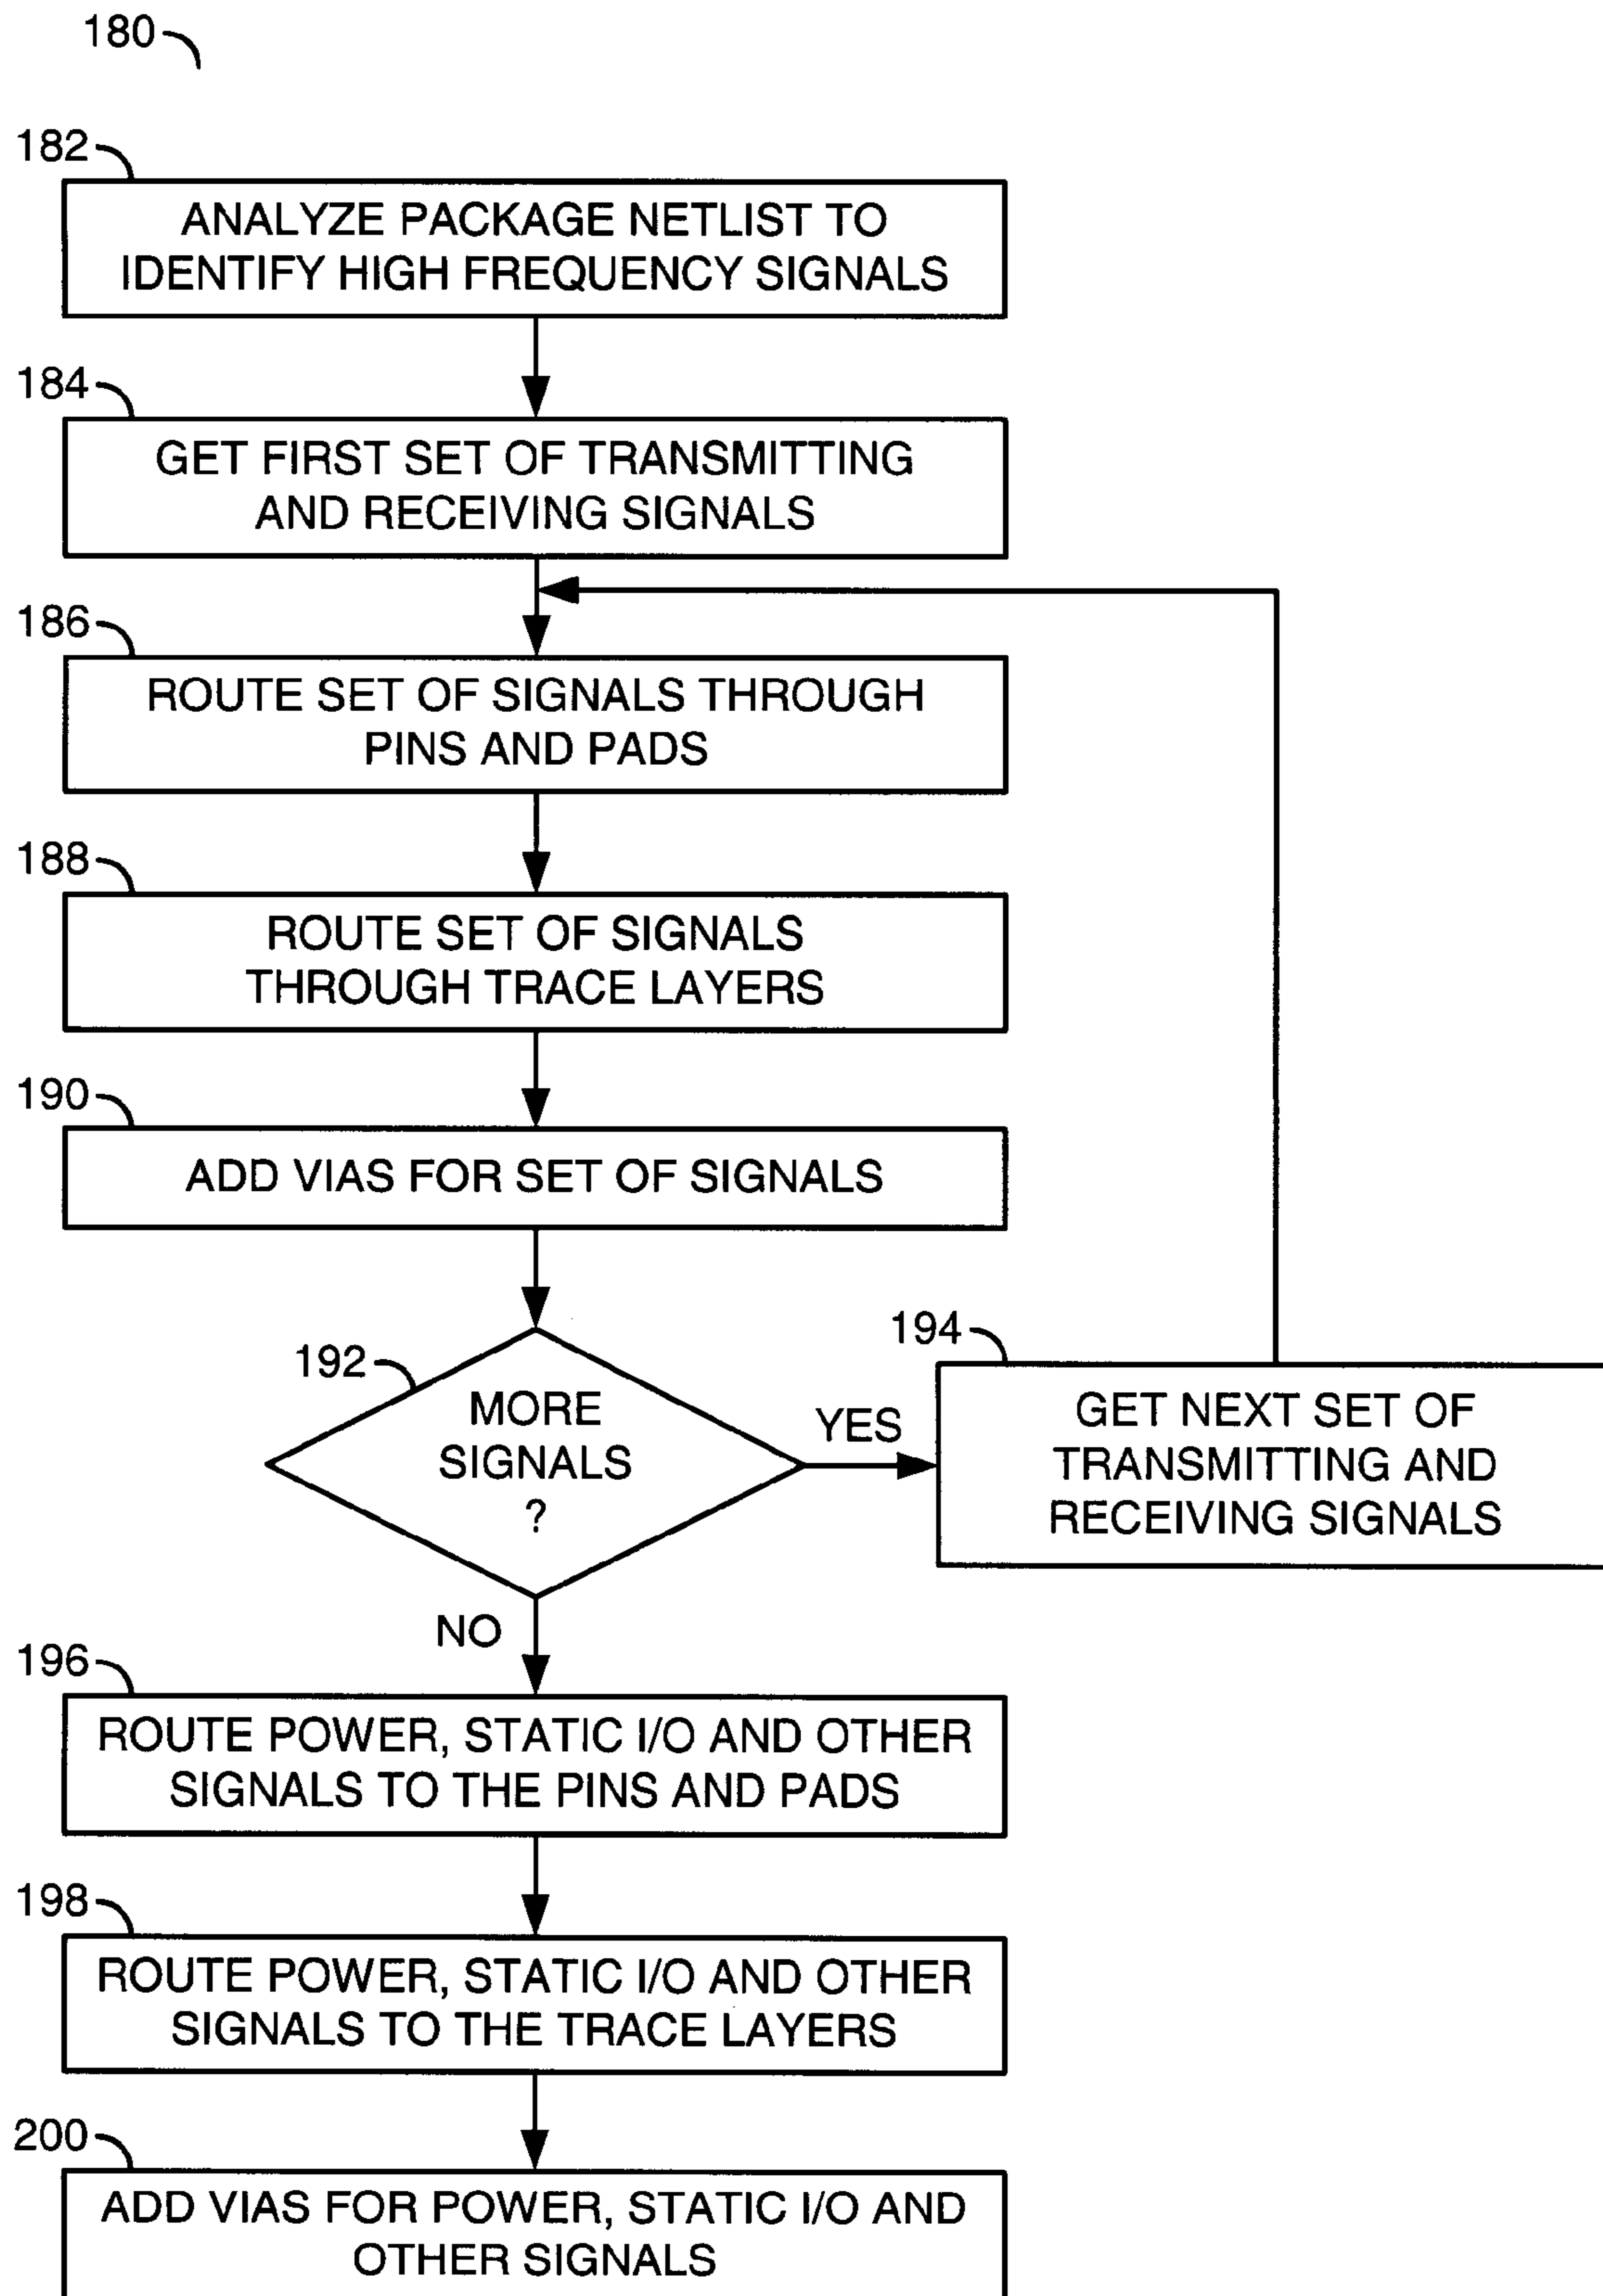 180
182
ANALYZE PACKAGE NETLIST TO
IDENTIFY HIGH FREQUENCY SIGNALS
184
GET FIRST SET OF TRANSMITTING
AND RECEIVING SIGNALS
186
ROUTE SET OF SIGNALS THROUGH
PINS AND PADS
188
ROUTE SET OF SIGNALS
THROUGH TRACE LAYERS
190
ADD VIAS FOR SET OF SIGNALS
192
MORE
SIGNALS
?
YES
194
GET NEXT SET OF
TRANSMITTING AND
RECEIVING SIGNALS
NO
196
ROUTE POWER, STATIC I/O AND OTHER
SIGNALS TO THE PINS AND PADS
198
ROUTE POWER, STATIC I/O AND OTHER
SIGNALS TO THE TRACE LAYERS
200
ADD VIAS FOR POWER, STATIC I/O AND
OTHER SIGNALS